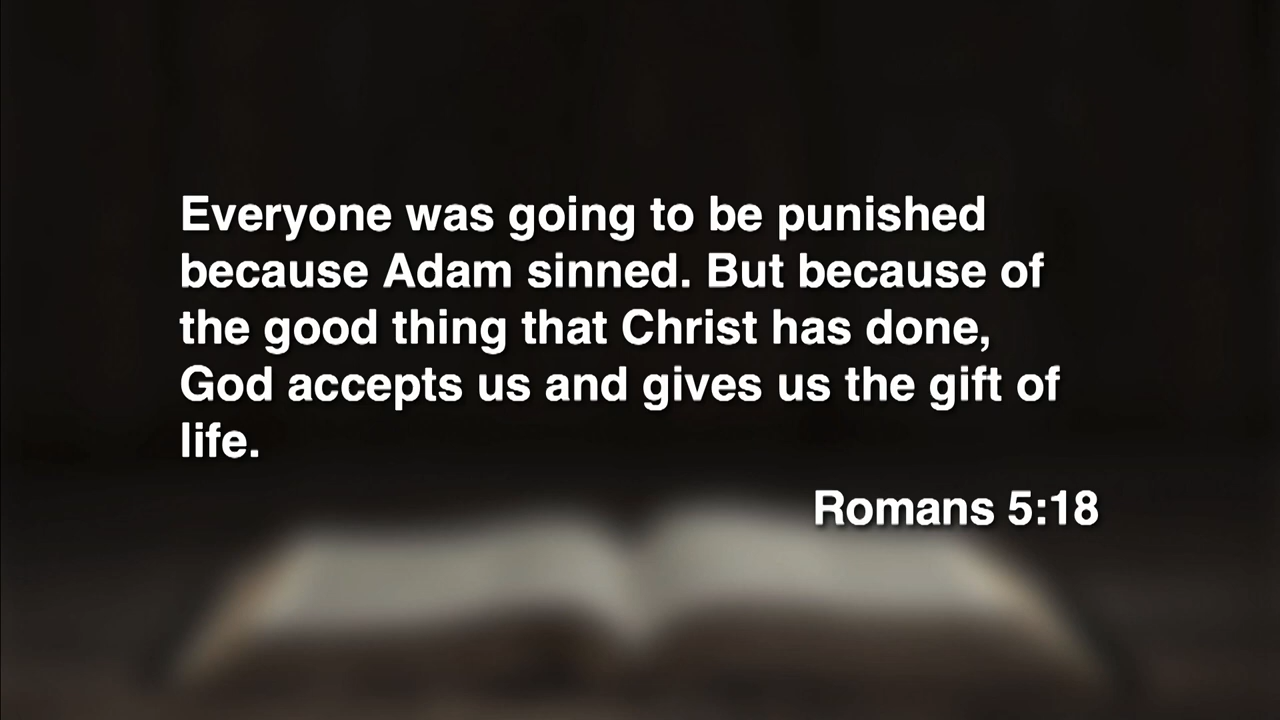 Everyone was going to be punished
because Adam sinned. But because of
the good thing that Christ has done,
God accepts us and gives us the gift of
life.
Romans 5:18